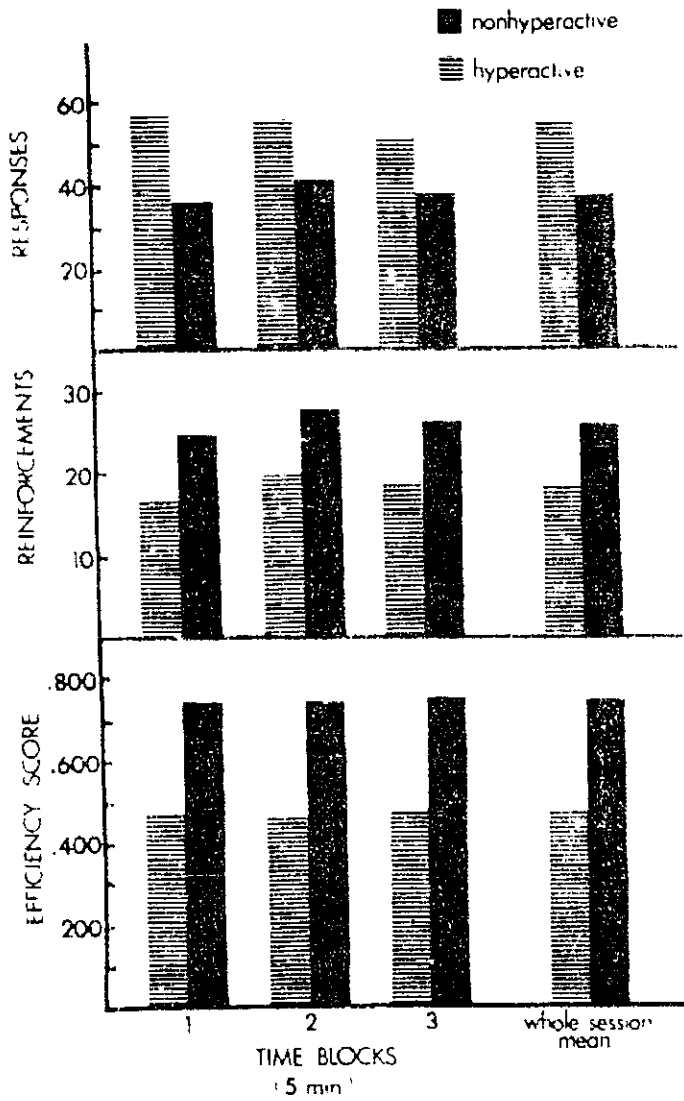 nonhyperactive
hyperactive
RESPONSES
60
40
20
REINFORCEMENTS
30
20
10
EFFICIENCY SCORE
.800
.600
.400
200
1 2 3 whole session
mean
TIME BLOCKS
(5 min)